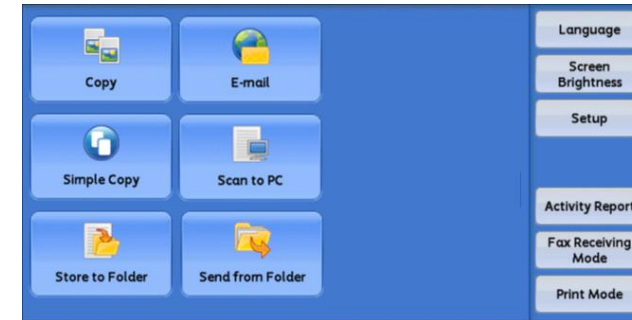 Copy
E-mail
Simple Copy
Scan to PC
Store to Folder
Send from Folder
Language
Screen
Brightness
Setup
Activity Report
Fax Receiving
Mode
Print Mode